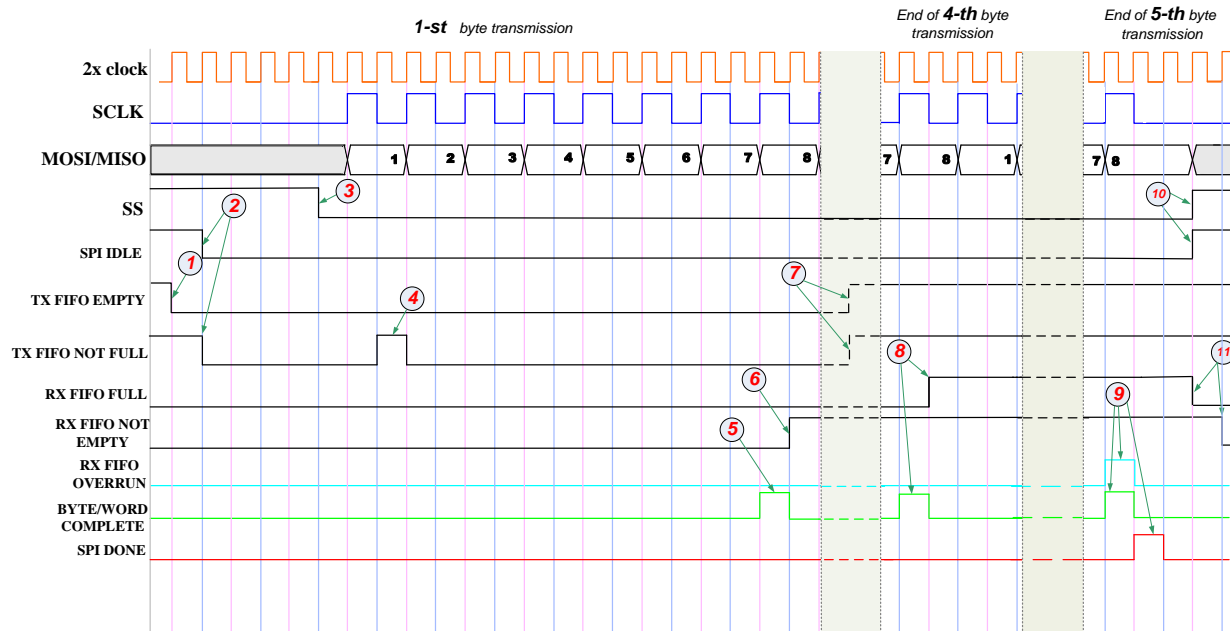 1-st byte transmission
End of 4-th byte
transmission
End of 5-th byte
transmission
2x clock
SCLK
MOSI/MISO
1 2 3 4 5 6 7 8 7 8 1 7 8
SS
3
10
2
SPI IDLE
1
7
TX FIFO EMPTY
4
TX FIFO NOT FULL
8
11
RX FIFO FULL
6
9
RX FIFO NOT
EMPTY
5
RX FIFO
OVERRUN
BYTE/WORD
COMPLETE
SPI DONE